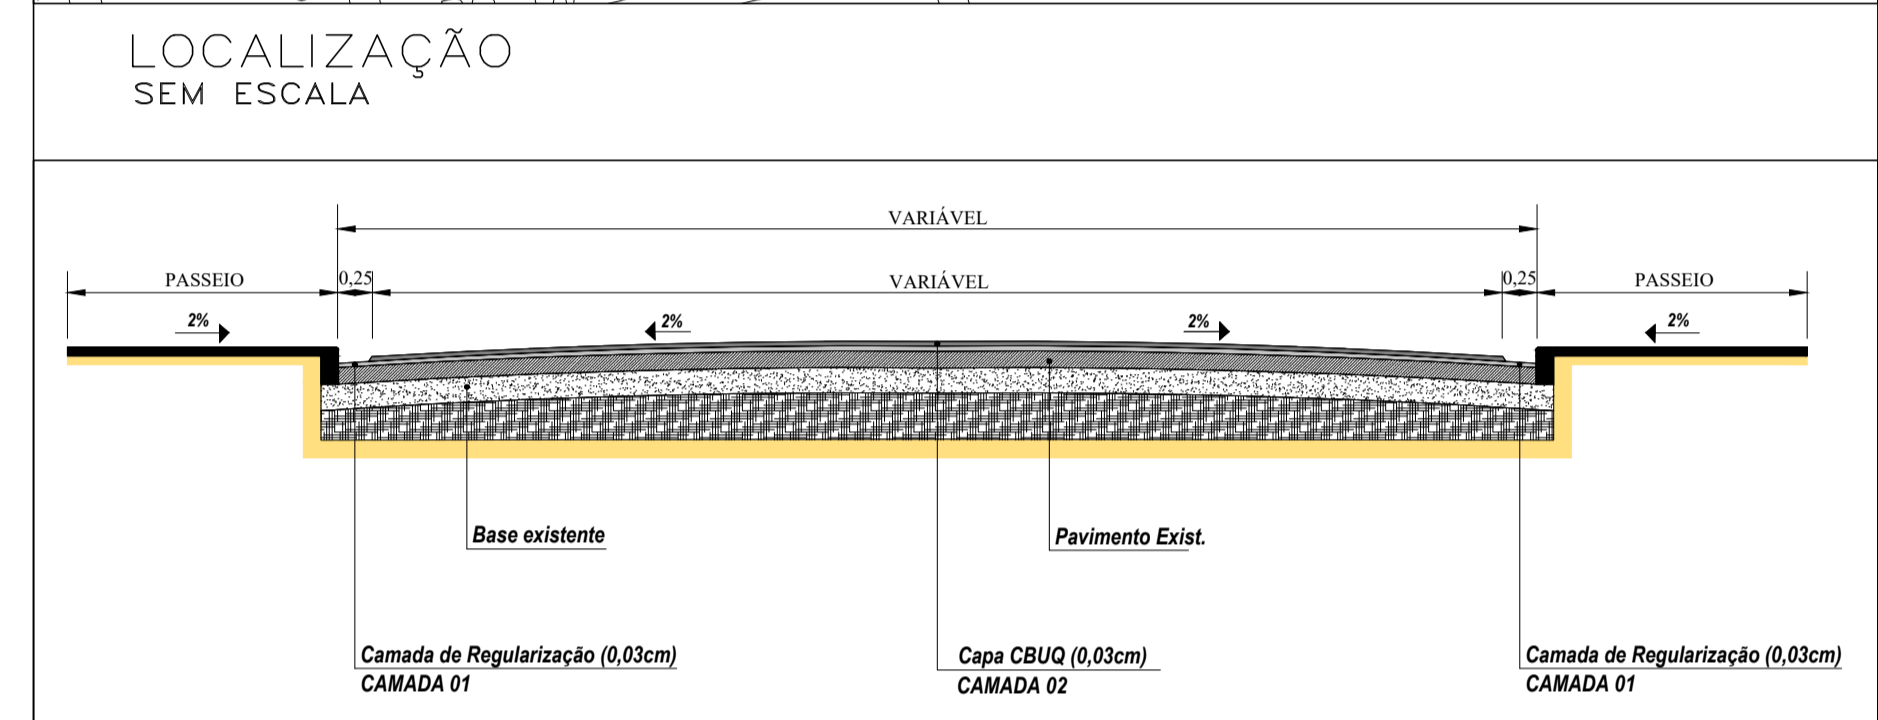 LOCALIZAÇÃO
SEM ESCALA
VARIÁVEL
PASSEIO
0,25
VARIÁVEL
0,25
PASSEIO
2%
2%
2%
2%
Base existente
Pavimento Exist.
Camada de Regularização (0,03cm)
CAMADA 01
Capa CBUQ (0,03cm)
CAMADA 02
Camada de Regularização (0,03cm)
CAMADA 01